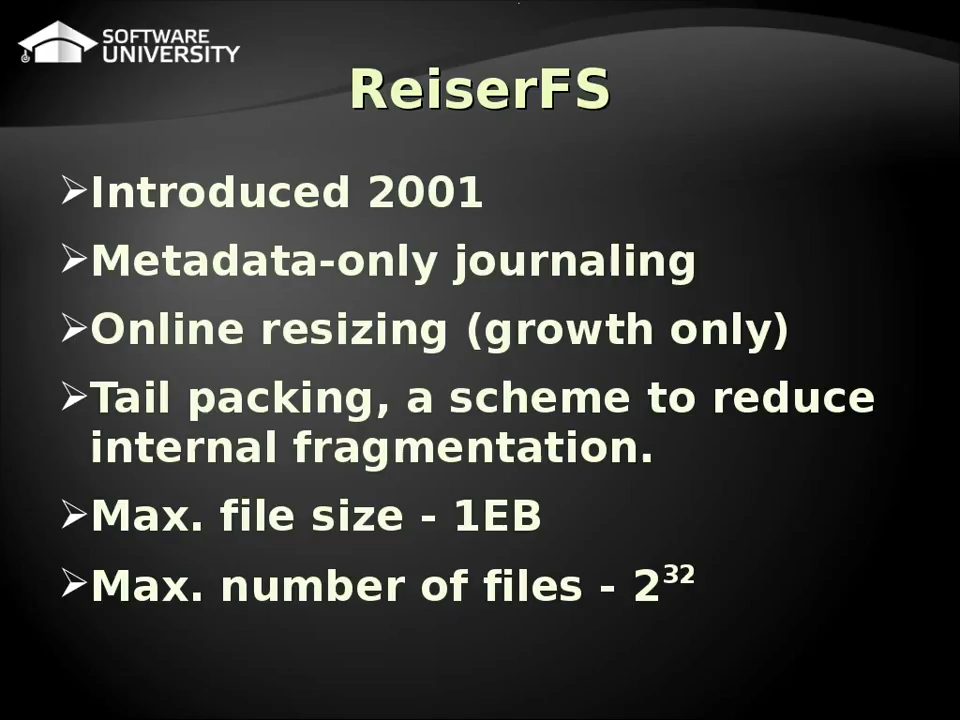 SOFTWARE
UNIVERSITY
ReiserFS
➢Introduced 2001
➢Metadata-only journaling
➢Online resizing (growth only)
➢Tail packing, a scheme to reduce
internal fragmentation.
➢Max. file size - 1EB
➢Max. number of files - 2³²